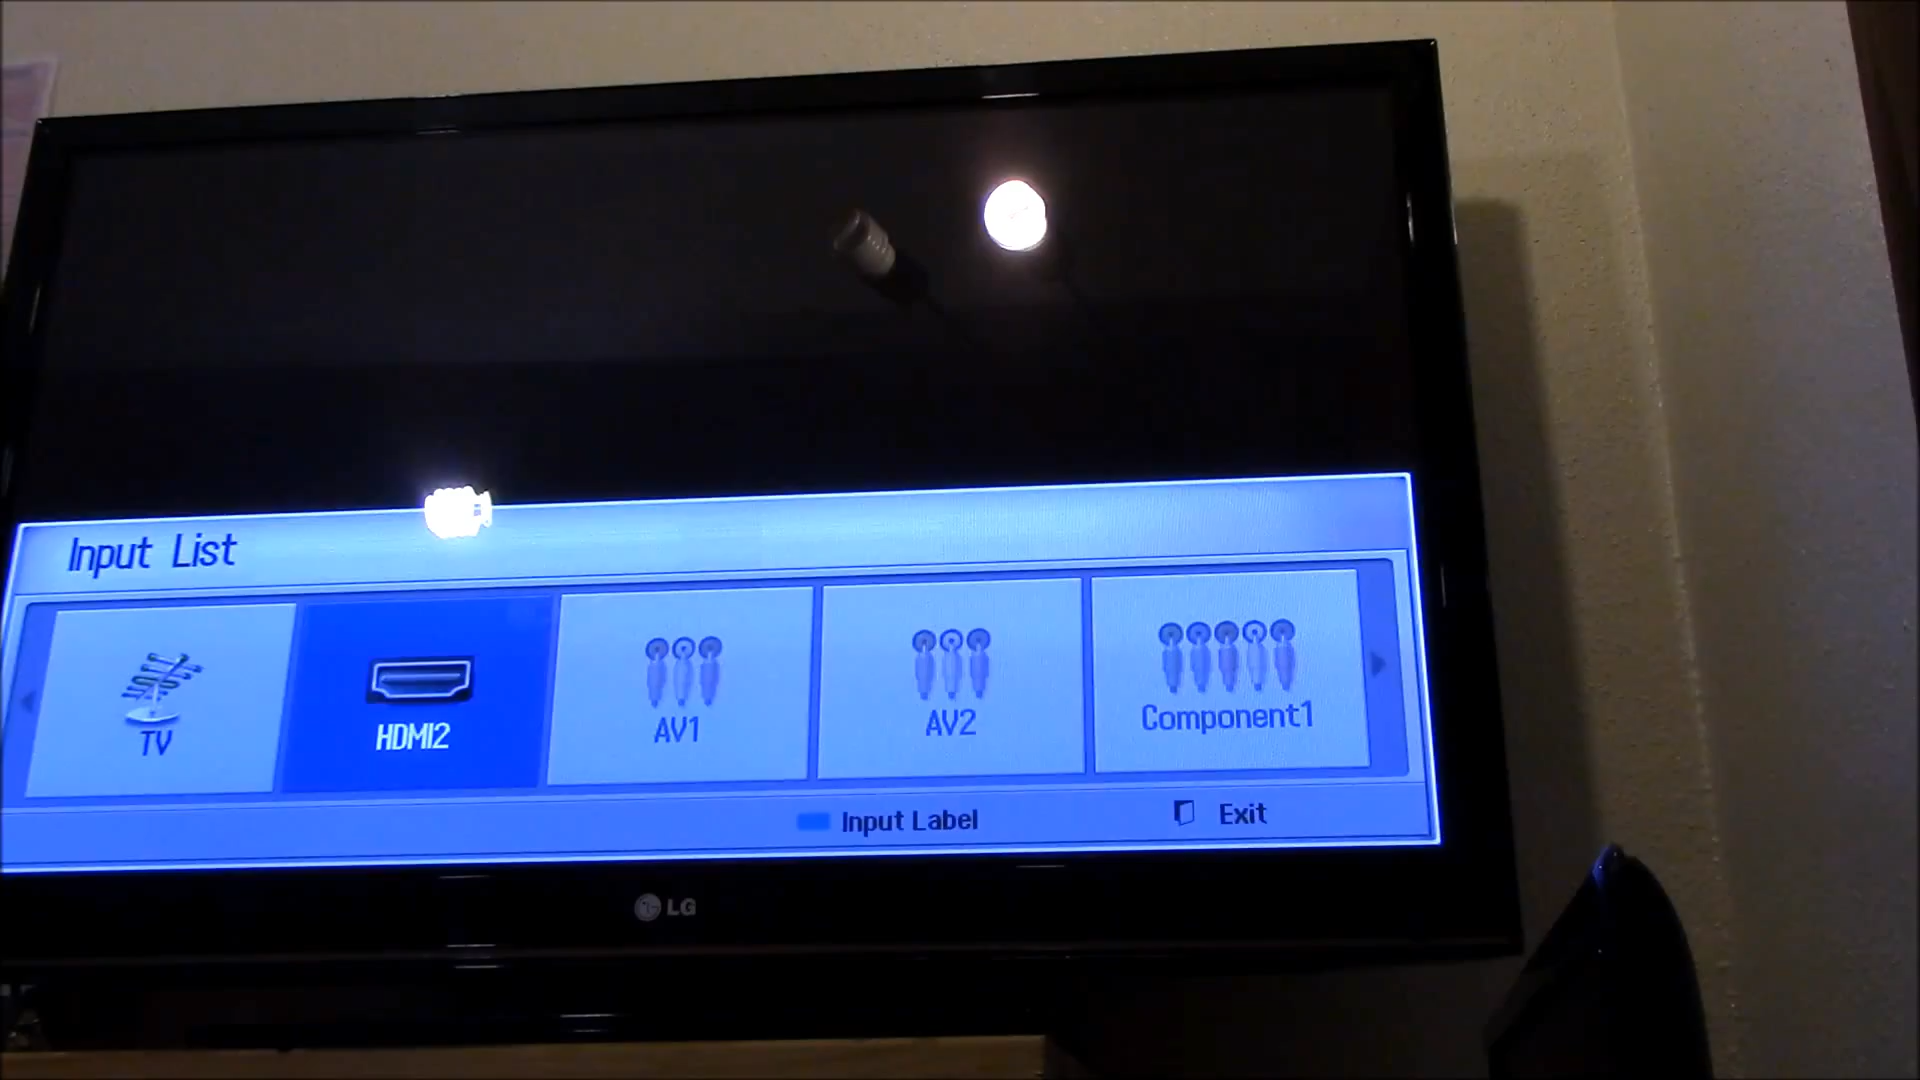 Input List
TV
HDMI2
AV1
AV2
Component1
Input Label
Exit
LG